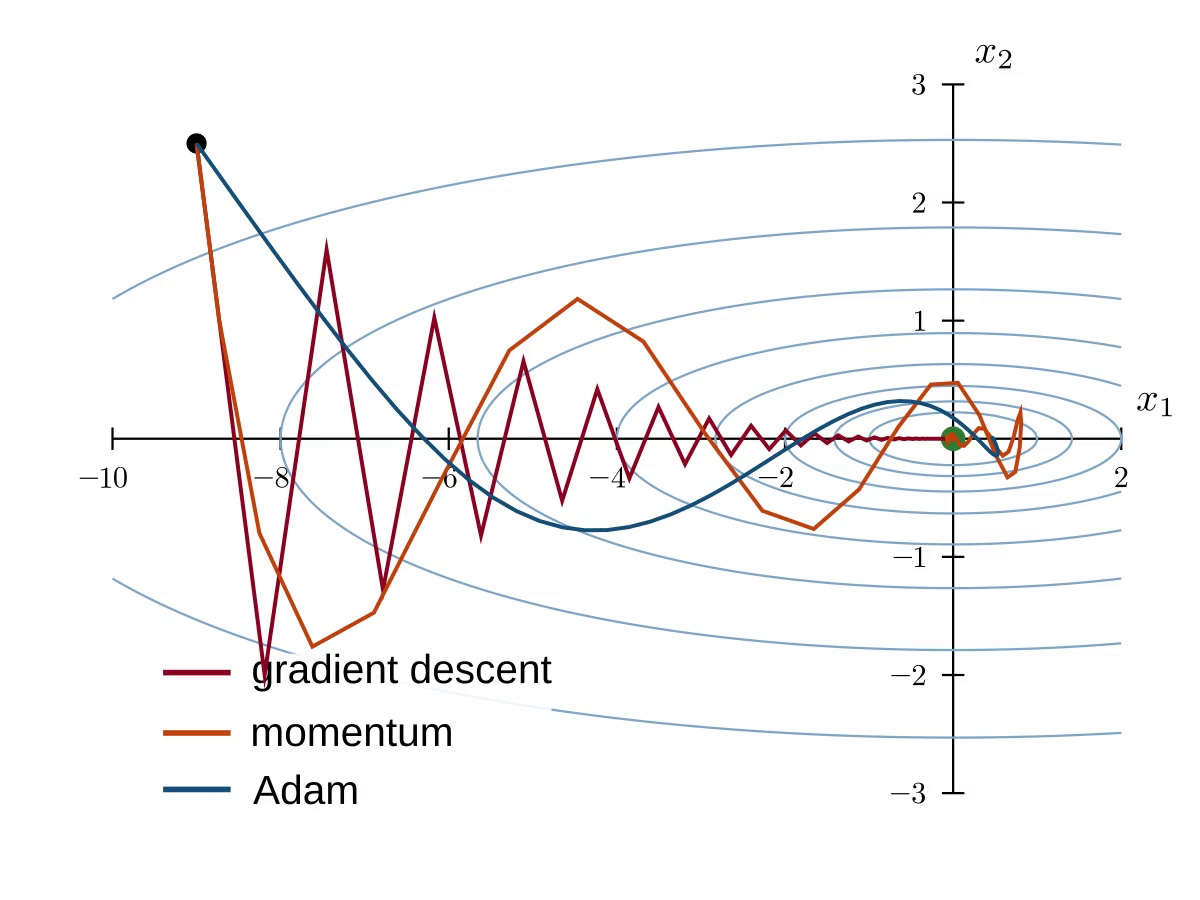 x₂
3
2
1
x₁
−10
−8
−6
−4
−2
2
−1
−2
−3
gradient descent
momentum
Adam